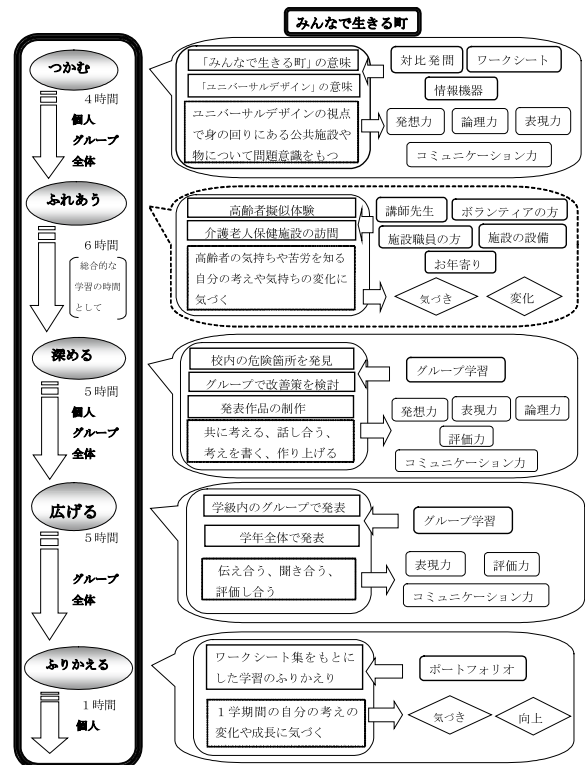 みんなで生きる町
つかむ
4時間
個人
グループ
全体
「みんなで生きる町」の意味
「ユニバーサルデザイン」の意味
ユニバーサルデザインの視点
で身の回りにある公共施設や
物について問題意識をもつ
対比発問
ワークシート
情報機器
発想力
論理力
表現力
コミュニケーション力
ふれあう
6時間
総合的な
学習の時間
として
高齢者擬似体験
介護老人保健施設の訪問
高齢者の気持ちや苦労を知る
自分の考えや気持ちの変化に
気づく
講師先生
ボランティアの方
施設職員の方
施設の設備
お年寄り
気づき
変化
深める
5時間
個人
グループ
全体
校内の危険箇所を発見
グループで改善策を検討
発表作品の制作
共に考える、話し合う、
考えを書く、作り上げる
グループ学習
発想力
表現力
論理力
評価力
コミュニケーション力
広げる
5時間
グループ
全体
学級内のグループで発表
学年全体で発表
伝え合う、聞き合う、
評価し合う
グループ学習
表現力
評価力
コミュニケーション力
ふりかえる
1時間
個人
ワークシート集をもとに
した学習のふりかえり
1学期間の自分の考えの
変化や成長に気づく
ポートフォリオ
気づき
向上